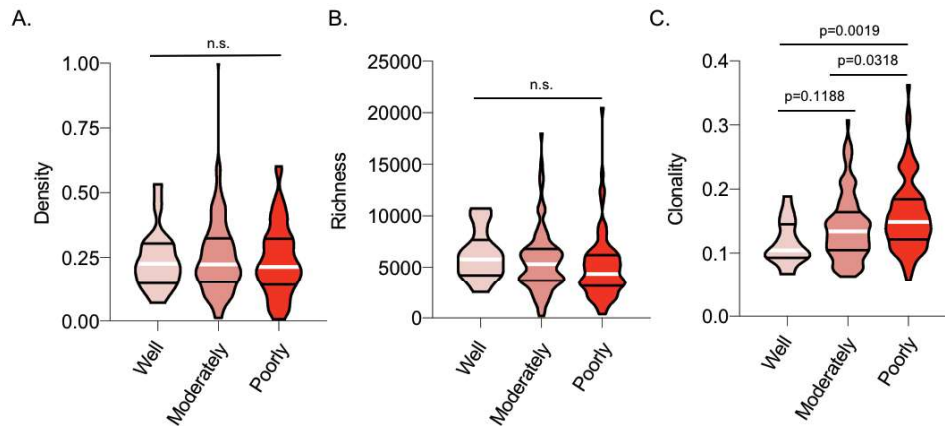 A.
n.s.
Density
1.00
0.75
0.50
0.25
0.00
Well
Moderately
Poorly
B.
n.s.
Richness
25000
20000
15000
10000
5000
0
Well
Moderately
Poorly
C.
p=0.0019
p=0.0318
p=0.1188
Clonality
0.4
0.3
0.2
0.1
0.0
Well
Moderately
Poorly